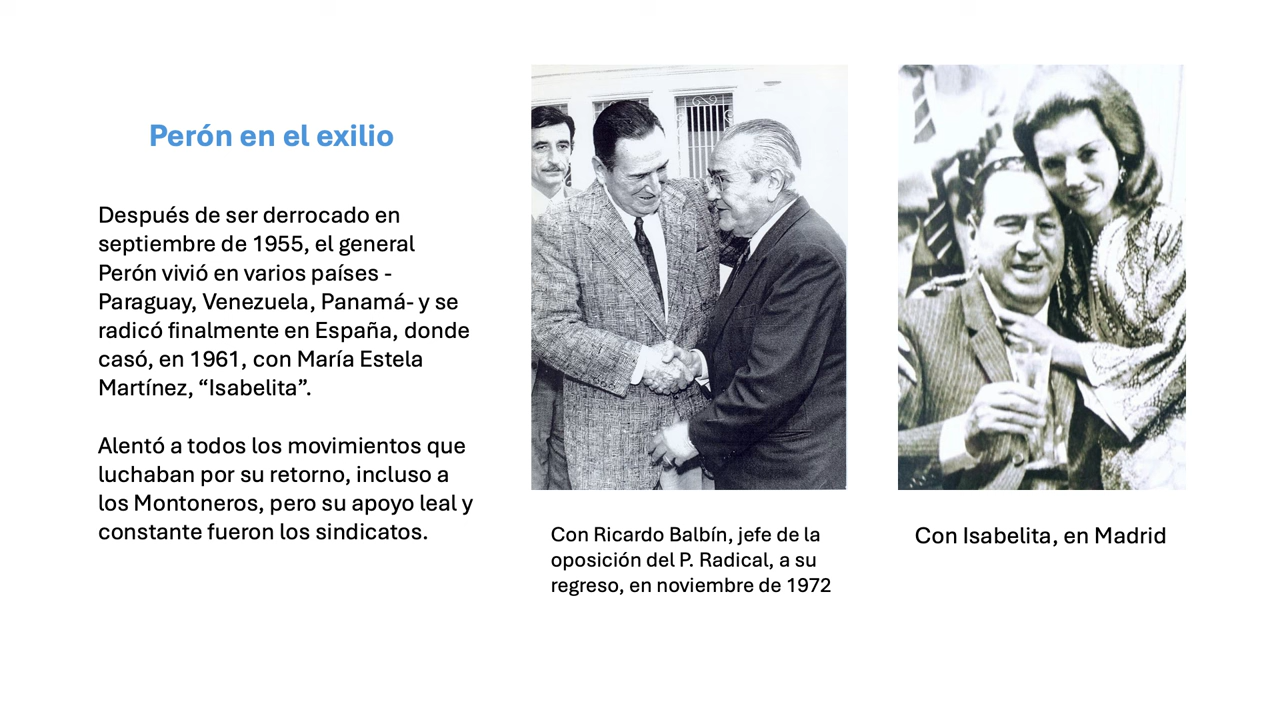 Perón en el exilio
Después de ser derrocado en
septiembre de 1955, el general
Perón vivió en varios países -
Paraguay, Venezuela, Panamá- y se
radicó finalmente en España, donde
casó, en 1961, con María Estela
Martínez, “Isabelita”.
Alentó a todos los movimientos que
luchaban por su retorno, incluso a
los Montoneros, pero su apoyo leal y
constante fueron los sindicatos.
Con Ricardo Balbín, jefe de la
oposición del P. Radical, a su
regreso, en noviembre de 1972
Con Isabelita, en Madrid